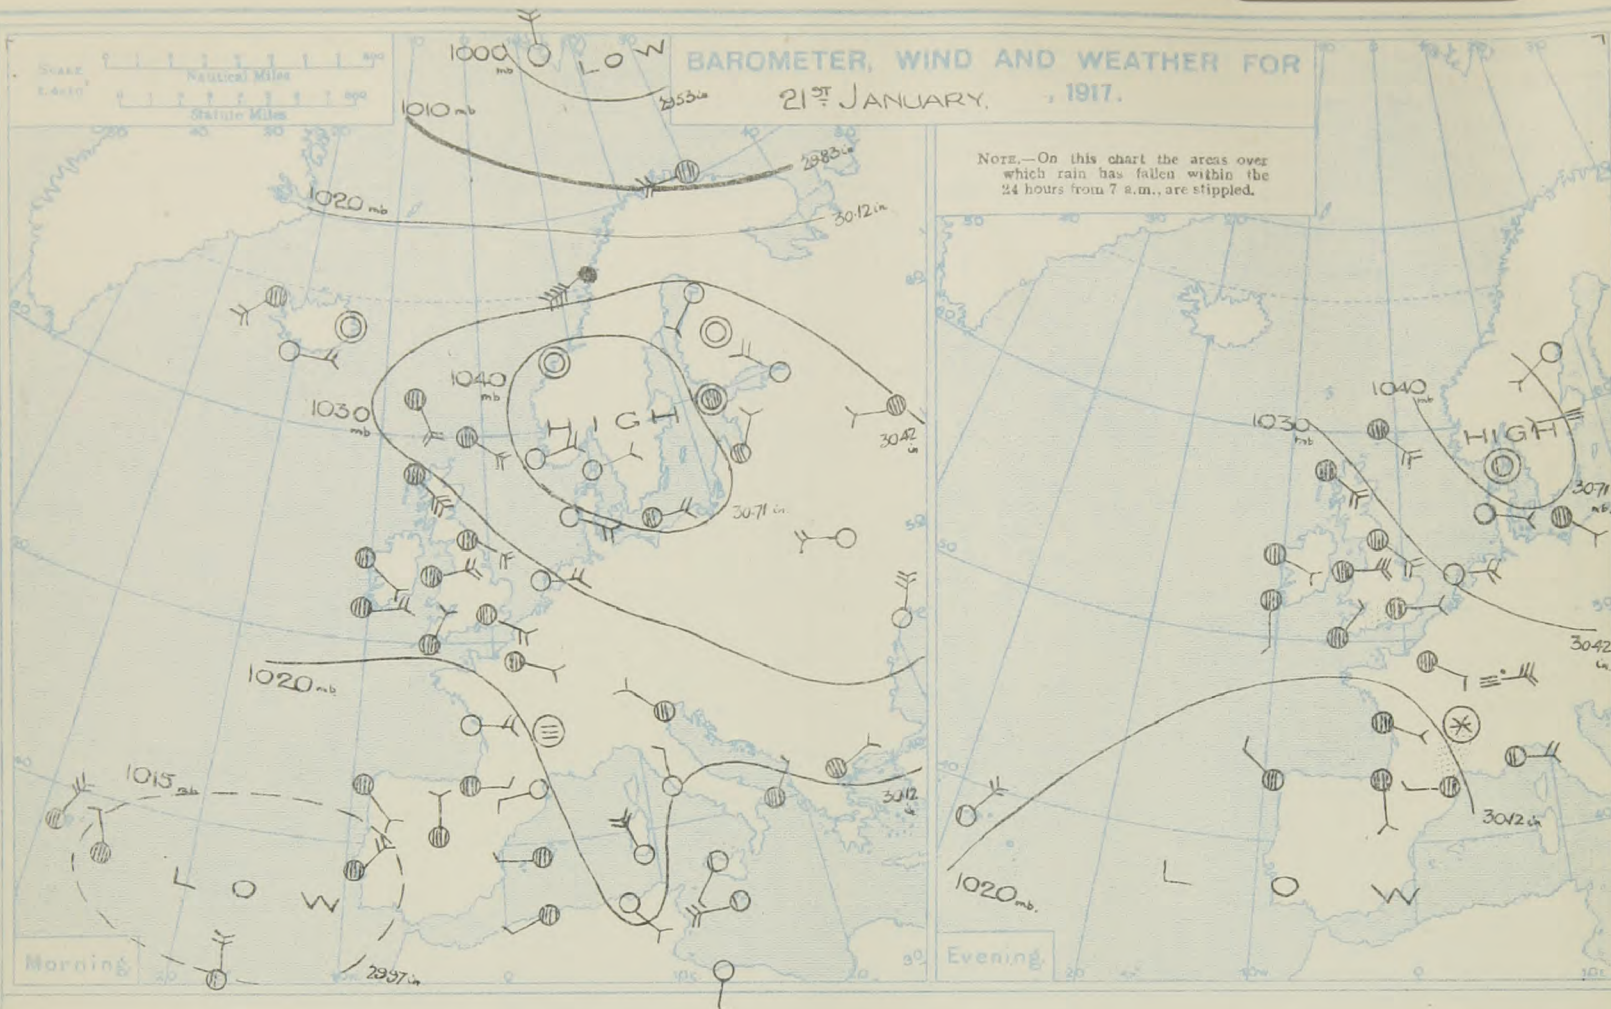 BAROMETER, WIND AND WEATHER FOR
21ST JANUARY, , 1917.
SCALE
Nautical Miles
Statute Miles
NOTE.—On this chart the areas over
which rain has fallen within the
24 hours from 7 a.m., are stippled.
1000 mb
LOW
29.53 in
1010 mb
29.83 in
1020 mb
30.12 in
1040 mb
1030 mb
HIGH
30.42 in
30.71 in
1020 mb
1015 mb
30.12 in
LOW
29.97 in
Morning
1040 mb
1030 mb
HIGH
30.71 mb.
30.42 in
30.12 in
1020 mb.
LOW
Evening